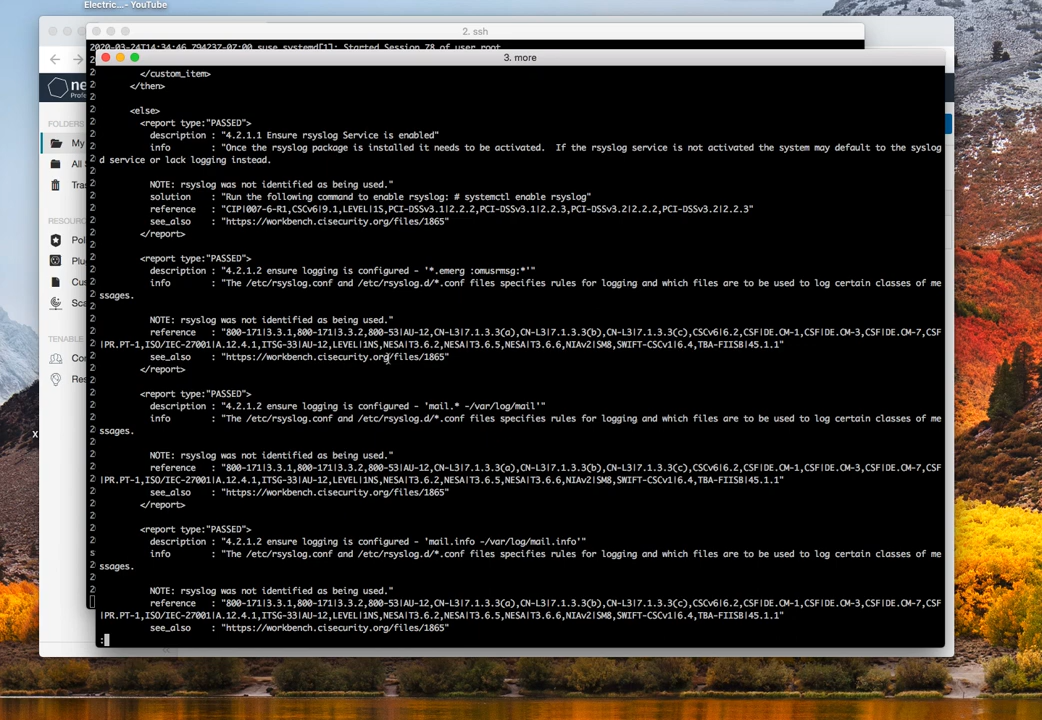 Electric...- YouTube
2. ssh
2020-03-24T14:34:46.794237-07:00 suse systemd[1]: Started Session 78 of user root.
3. more
</custom_item>
</then>
<else>
<report type:"PASSED">
description : "4.2.1.1 Ensure rsyslog Service is enabled"
info : "Once the rsyslog package is installed it needs to be activated. If the rsyslog service is not activated the system may default to the syslog
d service or lack logging instead.
NOTE: rsyslog was not identified as being used."
solution : "Run the following command to enable rsyslog: # systemctl enable rsyslog"
reference : "CIP|007-6-R1,CSCv6|9.1,LEVEL|1S,PCI-DSSv3.1|2.2.2,PCI-DSSv3.1|2.2.3,PCI-DSSv3.2|2.2.2,PCI-DSSv3.2|2.2.3"
see_also : "https://workbench.cisecurity.org/files/1865"
</report>
<report type:"PASSED">
description : "4.2.1.2 ensure logging is configured - '*.emerg :omusrmsg:*'"
info : "The /etc/rsyslog.conf and /etc/rsyslog.d/*.conf files specifies rules for logging and which files are to be used to log certain classes of me
ssages.
NOTE: rsyslog was not identified as being used."
reference : "800-171|3.3.1,800-171|3.3.2,800-53|AU-12,CN-L3|7.1.3.3(a),CN-L3|7.1.3.3(b),CN-L3|7.1.3.3(c),CSCv6|6.2,CSF|DE.CM-1,CSF|DE.CM-3,CSF|DE.CM-7,CSF
|PR.PT-1,ISO/IEC-27001|A.12.4.1,ITSG-33|AU-12,LEVEL|1NS,NESA|T3.6.2,NESA|T3.6.5,NESA|T3.6.6,NIAv2|SM8,SWIFT-CSCv1|6.4,TBA-FIISB|45.1.1"
see_also : "https://workbench.cisecurity.org/files/1865"
</report>
<report type:"PASSED">
description : "4.2.1.2 ensure logging is configured - 'mail.* -/var/log/mail'"
info : "The /etc/rsyslog.conf and /etc/rsyslog.d/*.conf files specifies rules for logging and which files are to be used to log certain classes of me
ssages.
NOTE: rsyslog was not identified as being used."
reference : "800-171|3.3.1,800-171|3.3.2,800-53|AU-12,CN-L3|7.1.3.3(a),CN-L3|7.1.3.3(b),CN-L3|7.1.3.3(c),CSCv6|6.2,CSF|DE.CM-1,CSF|DE.CM-3,CSF|DE.CM-7,CSF
|PR.PT-1,ISO/IEC-27001|A.12.4.1,ITSG-33|AU-12,LEVEL|1NS,NESA|T3.6.2,NESA|T3.6.5,NESA|T3.6.6,NIAv2|SM8,SWIFT-CSCv1|6.4,TBA-FIISB|45.1.1"
see_also : "https://workbench.cisecurity.org/files/1865"
</report>
<report type:"PASSED">
description : "4.2.1.2 ensure logging is configured - 'mail.info -/var/log/mail.info'"
info : "The /etc/rsyslog.conf and /etc/rsyslog.d/*.conf files specifies rules for logging and which files are to be used to log certain classes of me
ssages.
NOTE: rsyslog was not identified as being used."
reference : "800-171|3.3.1,800-171|3.3.2,800-53|AU-12,CN-L3|7.1.3.3(a),CN-L3|7.1.3.3(b),CN-L3|7.1.3.3(c),CSCv6|6.2,CSF|DE.CM-1,CSF|DE.CM-3,CSF|DE.CM-7,CSF
|PR.PT-1,ISO/IEC-27001|A.12.4.1,ITSG-33|AU-12,LEVEL|1NS,NESA|T3.6.2,NESA|T3.6.5,NESA|T3.6.6,NIAv2|SM8,SWIFT-CSCv1|6.4,TBA-FIISB|45.1.1"
see_also : "https://workbench.cisecurity.org/files/1865"
:
ne
Profe
FOLDERS
My
All
Tra
RESOURC
Pol
Plu
Cus
Sca
TENABLE
Co
Res
X